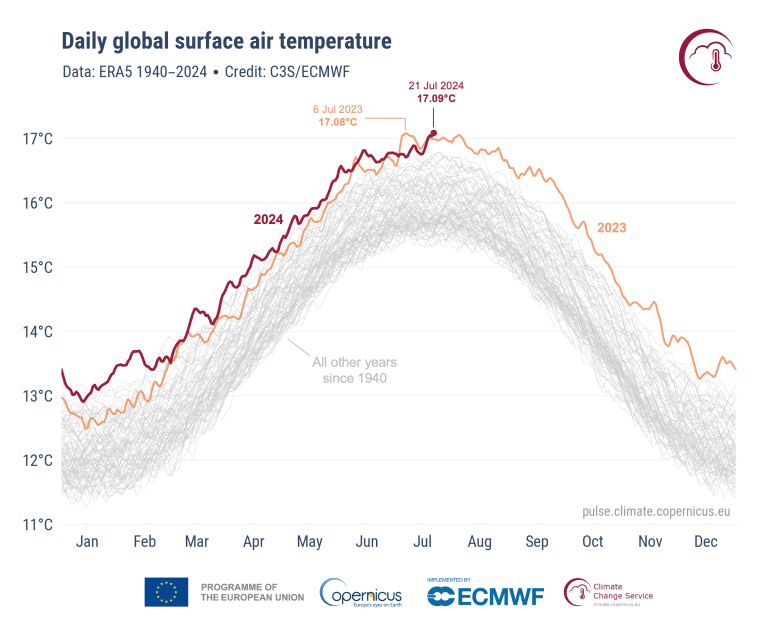 Daily global surface air temperature
Data: ERA5 1940–2024 • Credit: C3S/ECMWF
21 Jul 2024
17.09°C
6 Jul 2023
17.08°C
17°C
16°C
15°C
14°C
13°C
12°C
11°C
2024
2023
All other years
since 1940
pulse.climate.copernicus.eu
Jan Feb Mar Apr May Jun Jul Aug Sep Oct Nov Dec
PROGRAMME OF
THE EUROPEAN UNION
opernicus
Europe's eyes on Earth
IMPLEMENTED BY
ECMWF
Climate
Change Service
climate.copernicus.eu